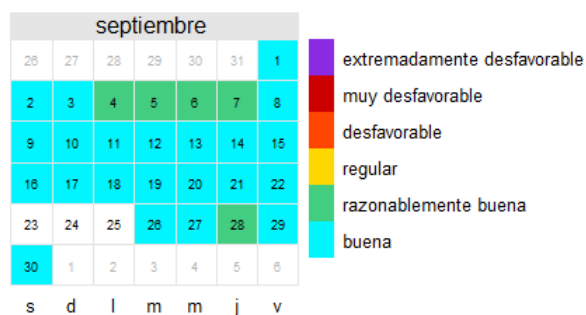 septiembre
26 27 28 29 30 31 1
2 3 4 5 6 7 8
9 10 11 12 13 14 15
16 17 18 19 20 21 22
23 24 25 26 27 28 29
30 1 2 3 4 5 6
s d l m m j v
extremadamente desfavorable
muy desfavorable
desfavorable
regular
razonablemente buena
buena